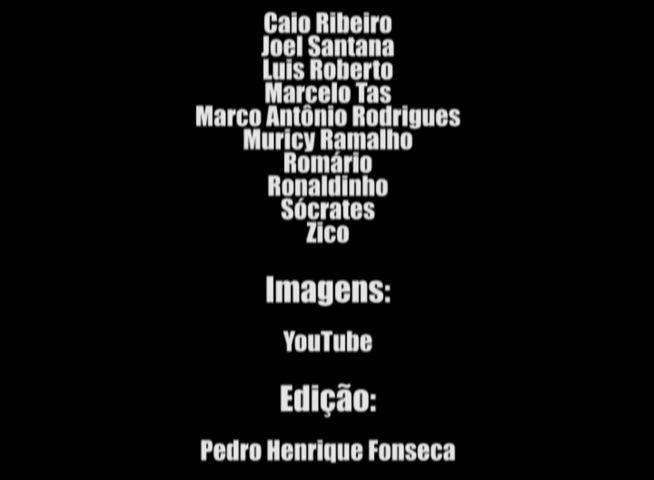 Caio Ribeiro
Joel Santana
Luis Roberto
Marcelo Tas
Marco Antônio Rodrigues
Muricy Ramalho
Romário
Ronaldinho
Sócrates
Zico
Imagens:
YouTube
Edição:
Pedro Henrique Fonseca